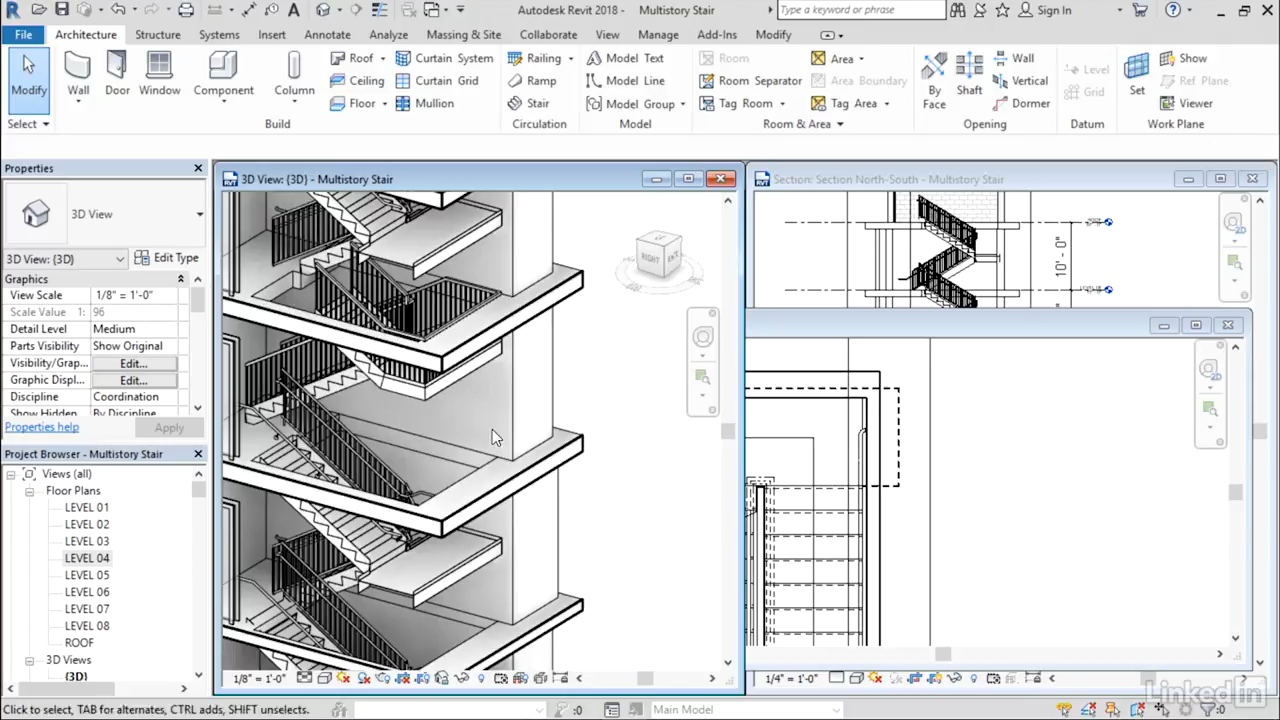 Autodesk Revit 2018 - Multistory Stair
Type a keyword or phrase
Sign In
File
Architecture
Structure
Systems
Insert
Annotate
Analyze
Massing & Site
Collaborate
View
Manage
Add-Ins
Modify
Modify
Wall
Door
Window
Component
Column
Roof
Ceiling
Floor
Curtain System
Curtain Grid
Mullion
Railing
Ramp
Stair
Model Text
Model Line
Model Group
Room
Room Separator
Tag Room
Area
Area Boundary
Tag Area
By Face
Shaft
Wall
Vertical
Dormer
Level
Grid
Set
Show
Ref Plane
Viewer
Select
Build
Circulation
Model
Room & Area
Opening
Datum
Work Plane
Properties
3D View
3D View: {3D}
Edit Type
Graphics
View Scale 1/8" = 1'-0"
Scale Value 1: 96
Detail Level Medium
Parts Visibility Show Original
Visibility/Grap... Edit...
Graphic Displ... Edit...
Discipline Coordination
Show Hidden By Discipline
Properties help
Apply
Project Browser - Multistory Stair
Views (all)
Floor Plans
LEVEL 01
LEVEL 02
LEVEL 03
LEVEL 04
LEVEL 05
LEVEL 06
LEVEL 07
LEVEL 08
ROOF
3D Views
{3D}
3D View: {3D} - Multistory Stair
RIGHT
1/8" = 1'-0"
Section: Section North-South - Multistory Stair
10' - 0"
2D
2D
1/4" = 1'-0"
Click to select, TAB for alternates, CTRL adds, SHIFT unselects.
:0
Main Model
:0
LinkedIn